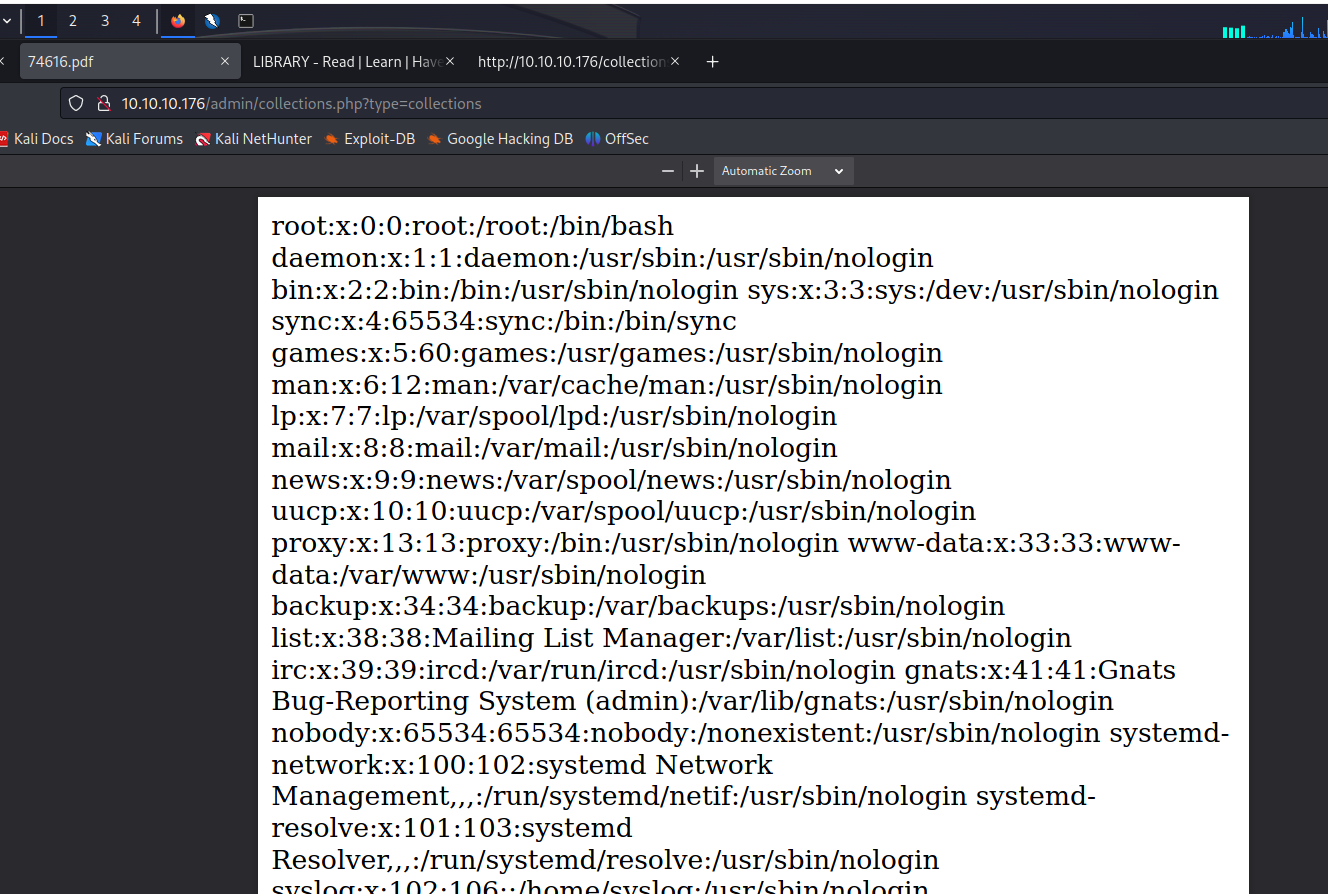 1 2 3 4
74616.pdf
LIBRARY - Read | Learn | Have
http://10.10.10.176/collection
10.10.10.176/admin/collections.php?type=collections
Kali Docs Kali Forums Kali NetHunter Exploit-DB Google Hacking DB OffSec
Automatic Zoom
root:x:0:0:root:/root:/bin/bash
daemon:x:1:1:daemon:/usr/sbin:/usr/sbin/nologin
bin:x:2:2:bin:/bin:/usr/sbin/nologin sys:x:3:3:sys:/dev:/usr/sbin/nologin
sync:x:4:65534:sync:/bin:/bin/sync
games:x:5:60:games:/usr/games:/usr/sbin/nologin
man:x:6:12:man:/var/cache/man:/usr/sbin/nologin
lp:x:7:7:lp:/var/spool/lpd:/usr/sbin/nologin
mail:x:8:8:mail:/var/mail:/usr/sbin/nologin
news:x:9:9:news:/var/spool/news:/usr/sbin/nologin
uucp:x:10:10:uucp:/var/spool/uucp:/usr/sbin/nologin
proxy:x:13:13:proxy:/bin:/usr/sbin/nologin www-data:x:33:33:www-
data:/var/www:/usr/sbin/nologin
backup:x:34:34:backup:/var/backups:/usr/sbin/nologin
list:x:38:38:Mailing List Manager:/var/list:/usr/sbin/nologin
irc:x:39:39:ircd:/var/run/ircd:/usr/sbin/nologin gnats:x:41:41:Gnats
Bug-Reporting System (admin):/var/lib/gnats:/usr/sbin/nologin
nobody:x:65534:65534:nobody:/nonexistent:/usr/sbin/nologin systemd-
network:x:100:102:systemd Network
Management,,,:/run/systemd/netif:/usr/sbin/nologin systemd-
resolve:x:101:103:systemd
Resolver,,,:/run/systemd/resolve:/usr/sbin/nologin
syslog:x:102:106::/home/syslog:/usr/sbin/nologin